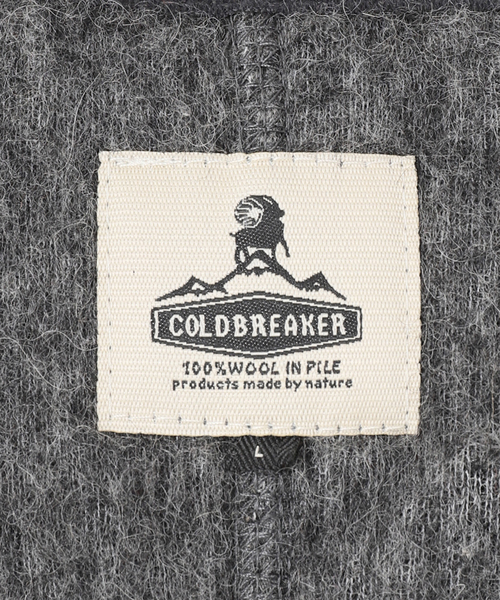 COLDBREAKER
100%WOOL IN PILE
products made by nature
L